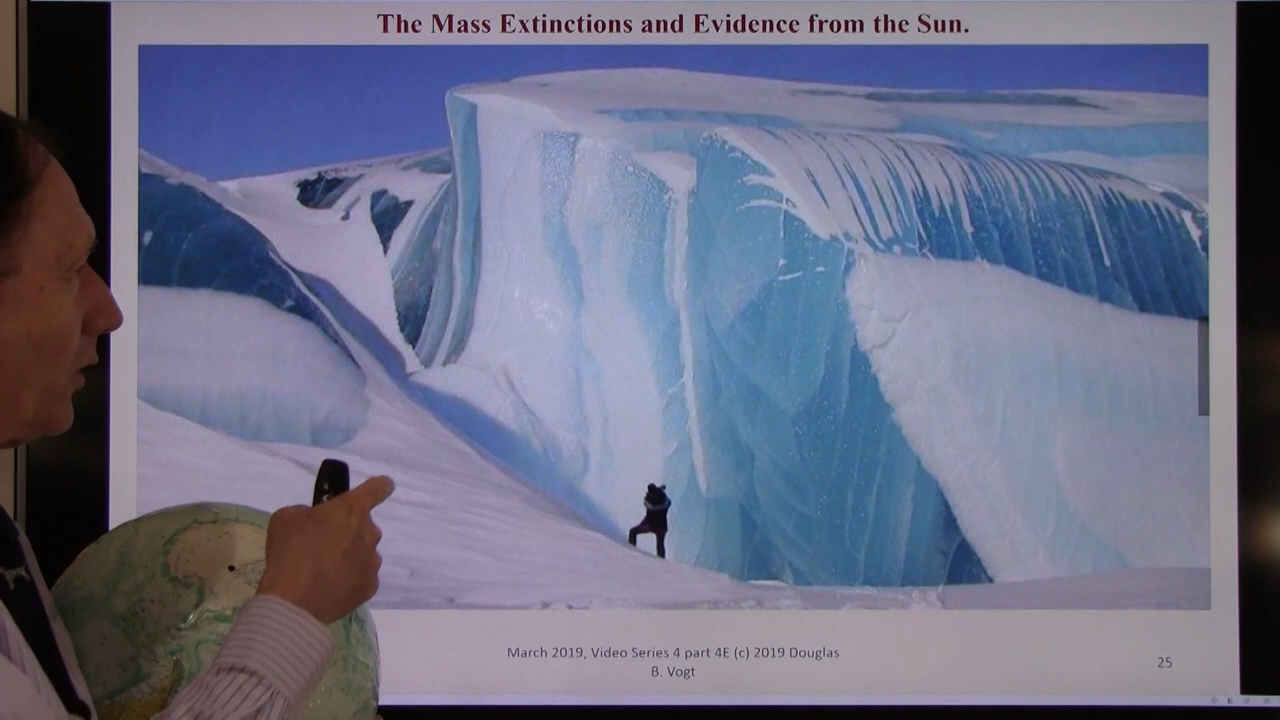 The Mass Extinctions and Evidence from the Sun.
March 2019, Video Series 4 part 4E (c) 2019 Douglas
B. Vogt
25